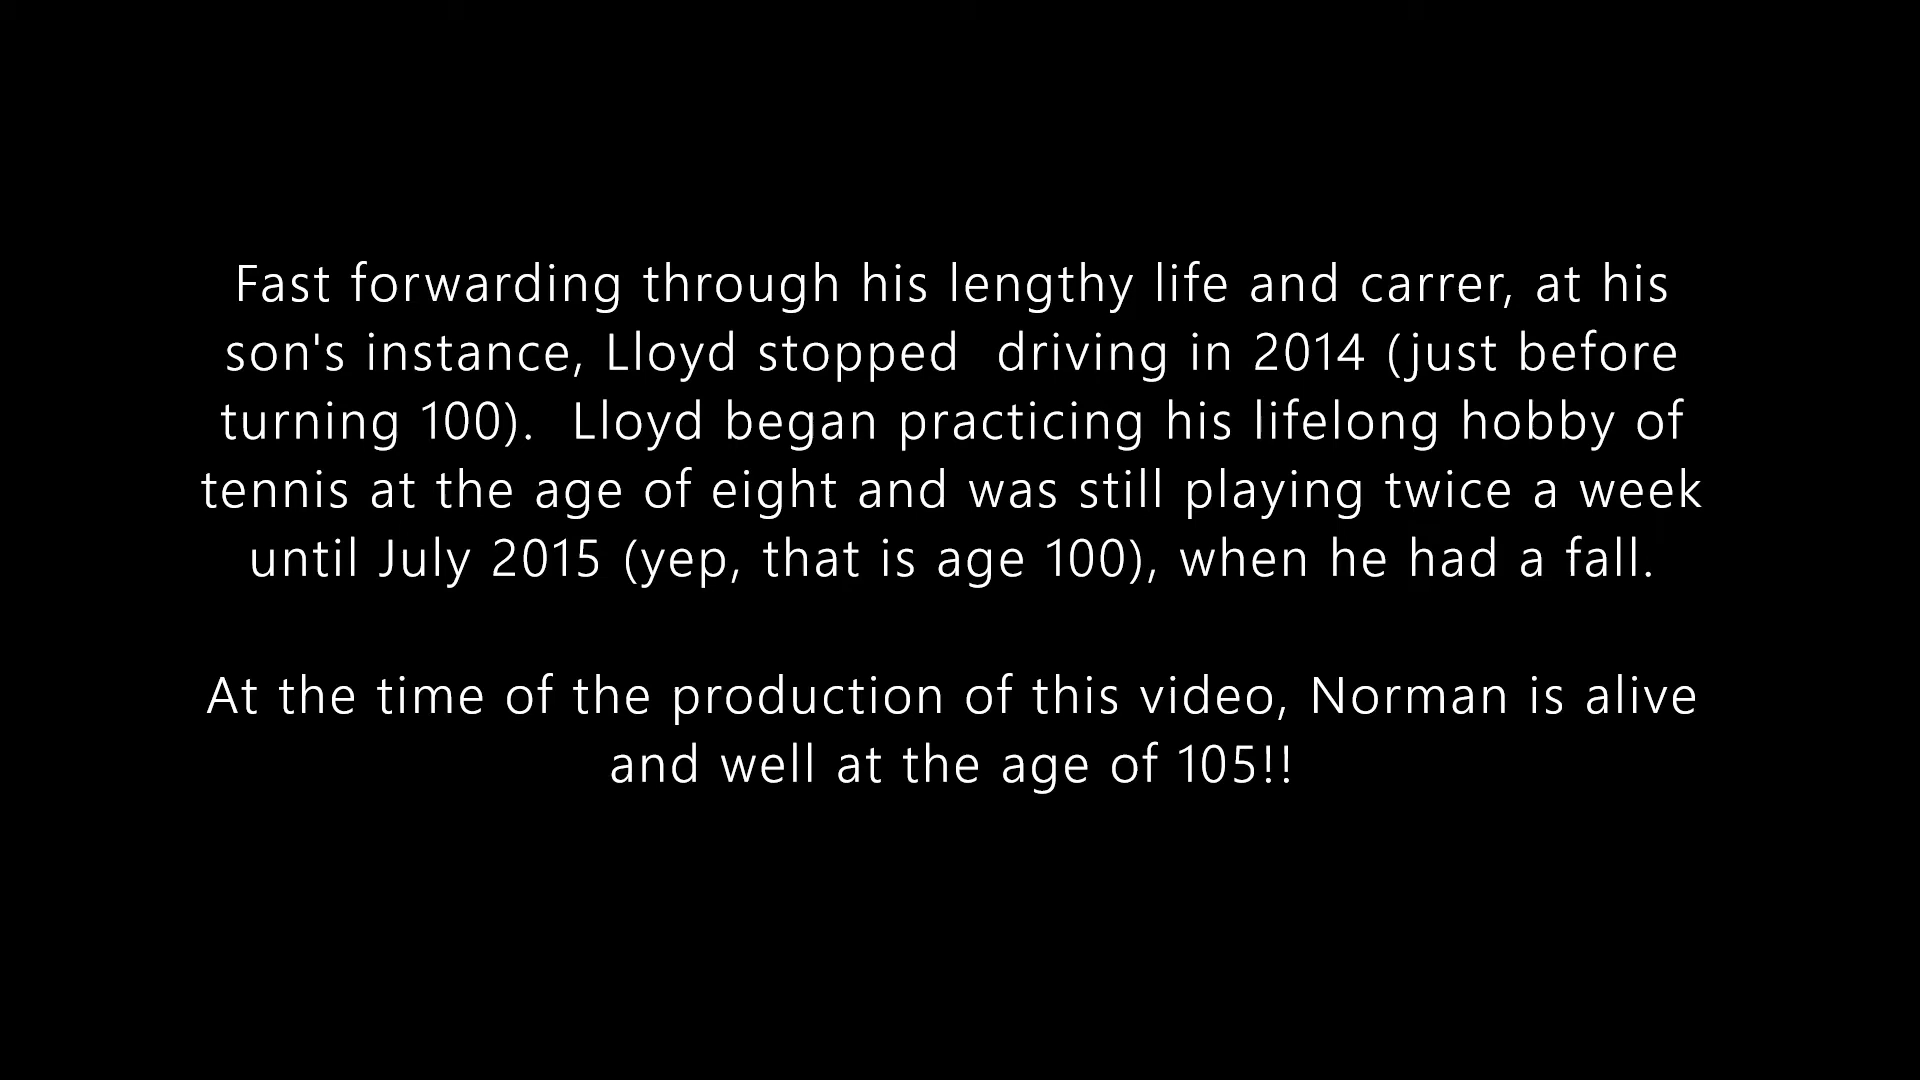 Fast forwarding through his lengthy life and carrer, at his
son's instance, Lloyd stopped  driving in 2014 (just before
turning 100).  Lloyd began practicing his lifelong hobby of
tennis at the age of eight and was still playing twice a week
until July 2015 (yep, that is age 100), when he had a fall.
At the time of the production of this video, Norman is alive
and well at the age of 105!!